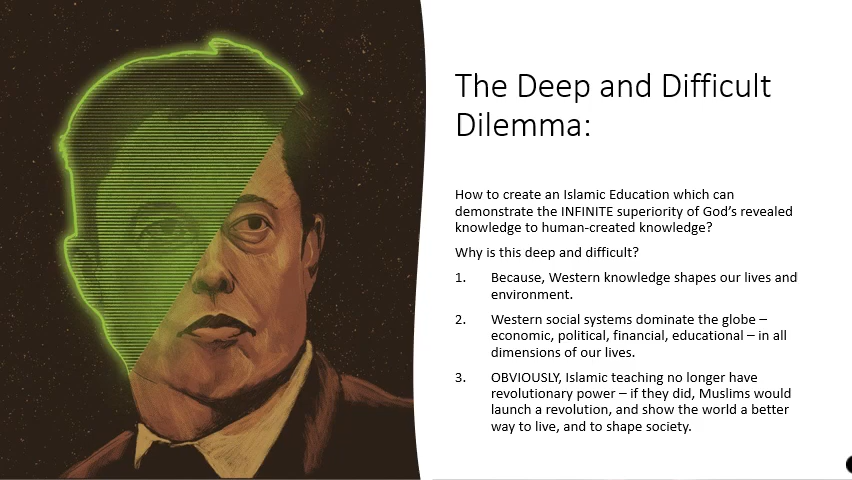 The Deep and Difficult
Dilemma:
How to create an Islamic Education which can
demonstrate the INFINITE superiority of God's revealed
knowledge to human-created knowledge?
Why is this deep and difficult?
1. Because, Western knowledge shapes our lives and
environment.
2. Western social systems dominate the globe –
economic, political, financial, educational – in all
dimensions of our lives.
3. OBVIOUSLY, Islamic teaching no longer have
revolutionary power – if they did, Muslims would
launch a revolution, and show the world a better
way to live, and to shape society.